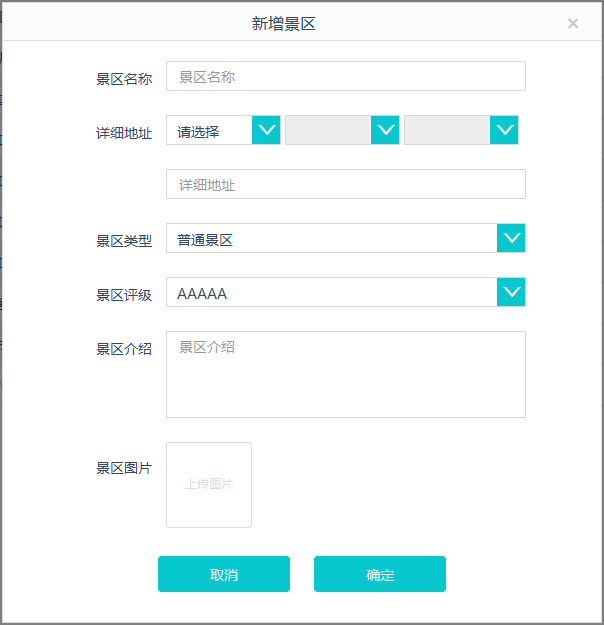 新增景区
×
景区名称 景区名称
详细地址 请选择
详细地址
景区类型 普通景区
景区评级 AAAAA
景区介绍 景区介绍
景区图片 上传图片
取消 确定